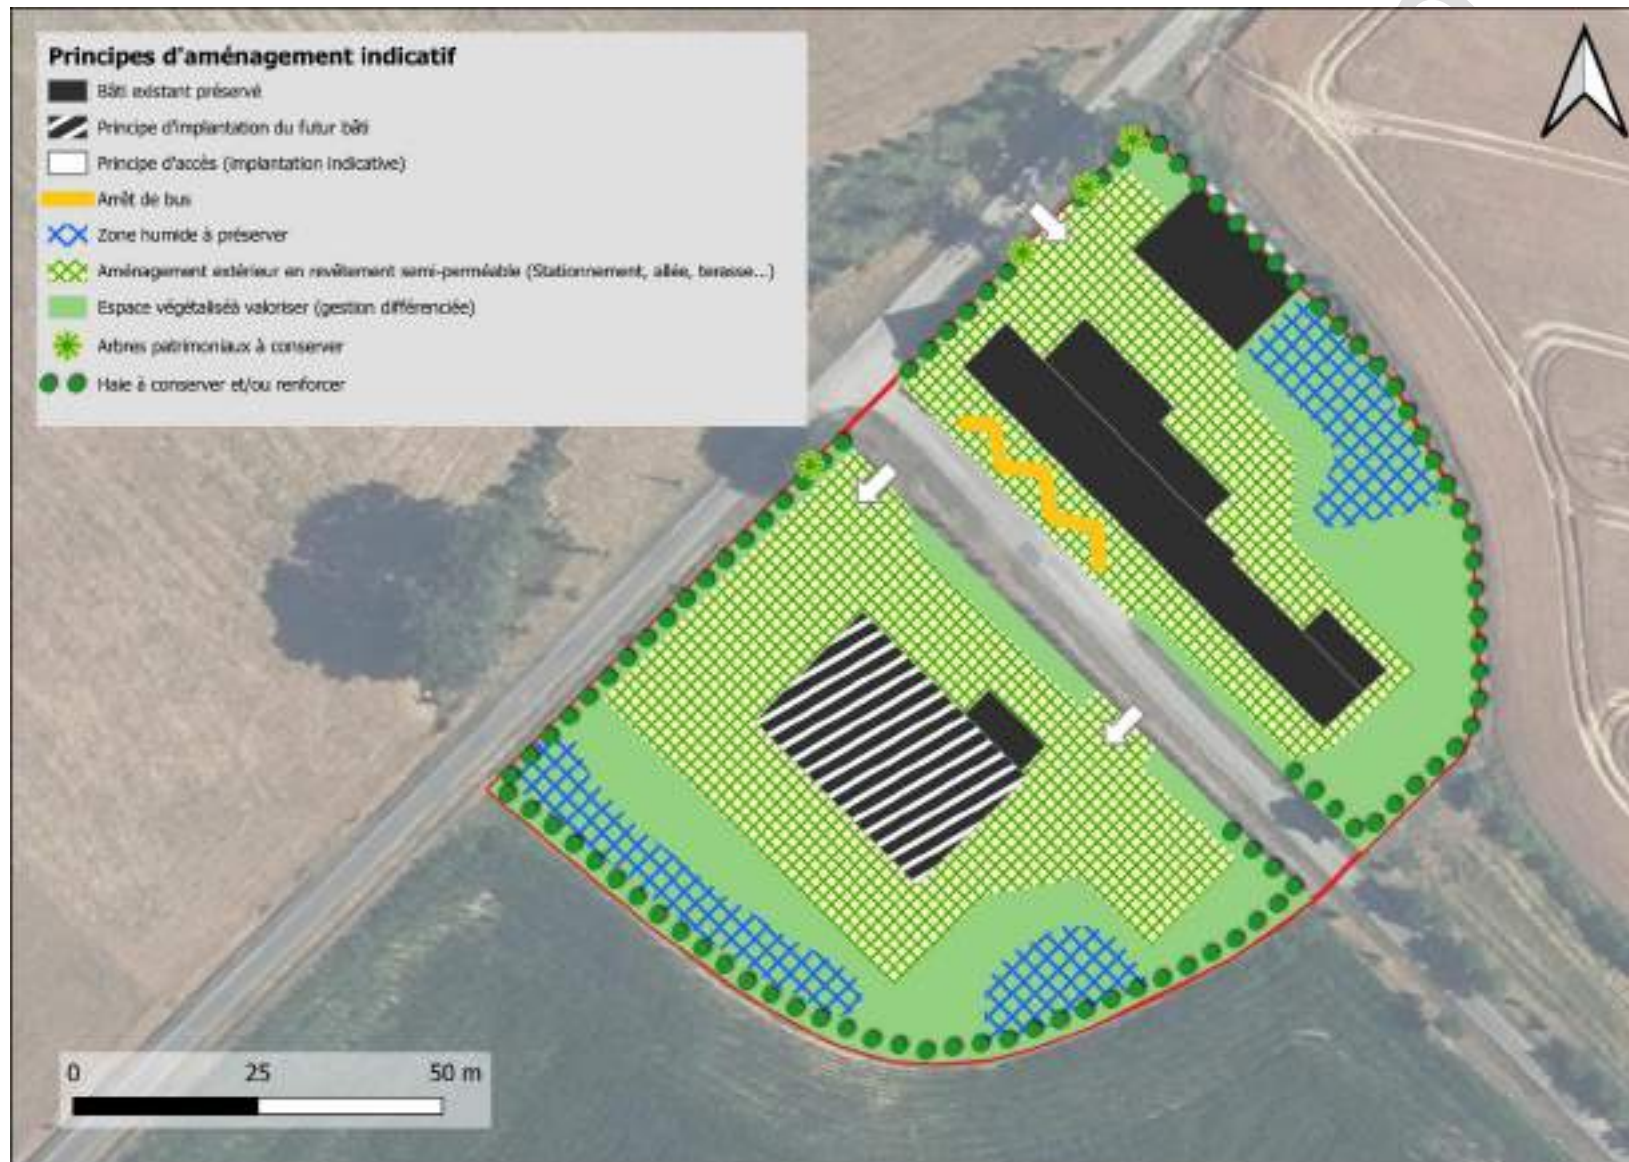 Principes d'aménagement indicatif
Bâti existant préservé
Principe d'implantation du futur bâti
Principe d'accès (implantation indicative)
Arrêt de bus
Zone humide à préserver
Aménagement extérieur en revêtement semi-perméable (Stationnement, allée, terasse...)
Espace végétaliséà valoriser (gestion différenciée)
Arbres patrimoniaux à conserver
Haie à conserver et/ou renforcer
0 25 50 m